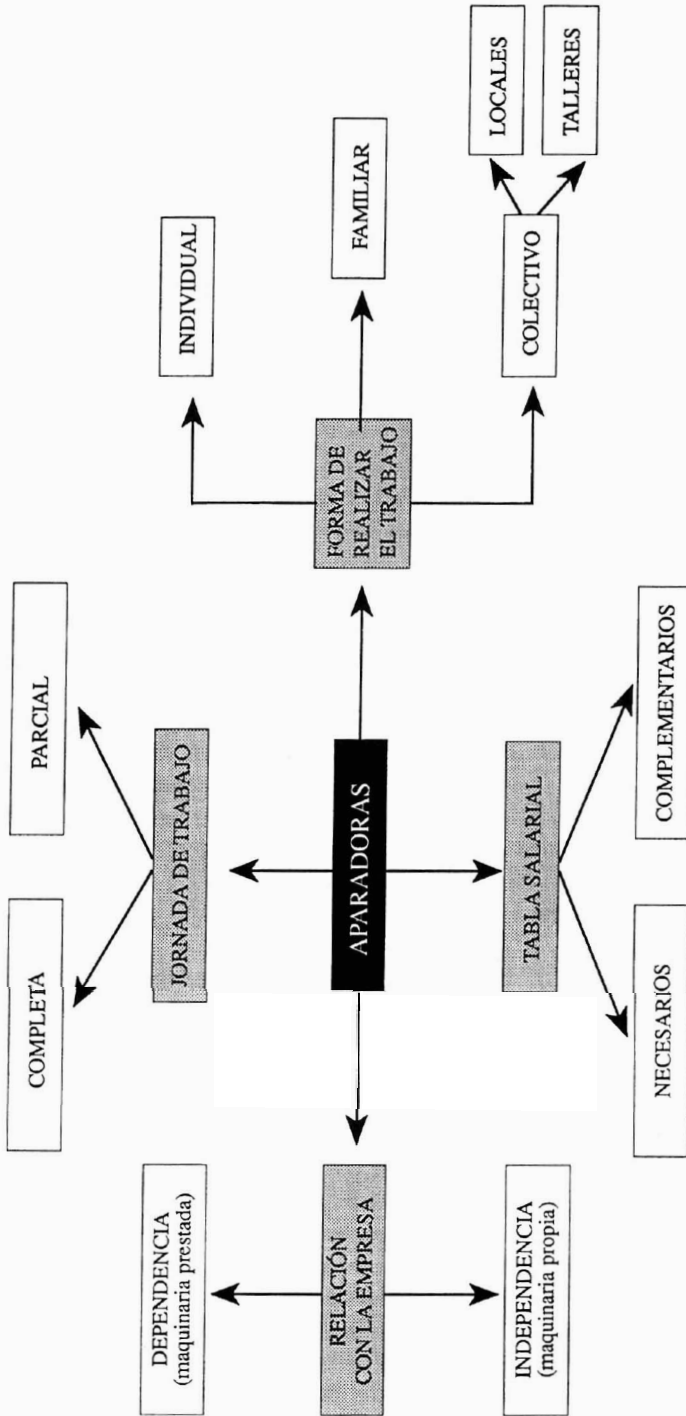 COMPLETA
PARCIAL
DEPENDENCIA
(maquinaria prestada)
JORNADA DE TRABAJO
INDIVIDUAL
RELACIÓN
CON LA EMPRESA
APARADORAS
FORMA DE
REALIZAR
EL TRABAJO
FAMILIAR
INDEPENDENCIA
(maquinaria propia)
TABLA SALARIAL
COLECTIVO
LOCALES
TALLERES
NECESARIOS
COMPLEMENTARIOS